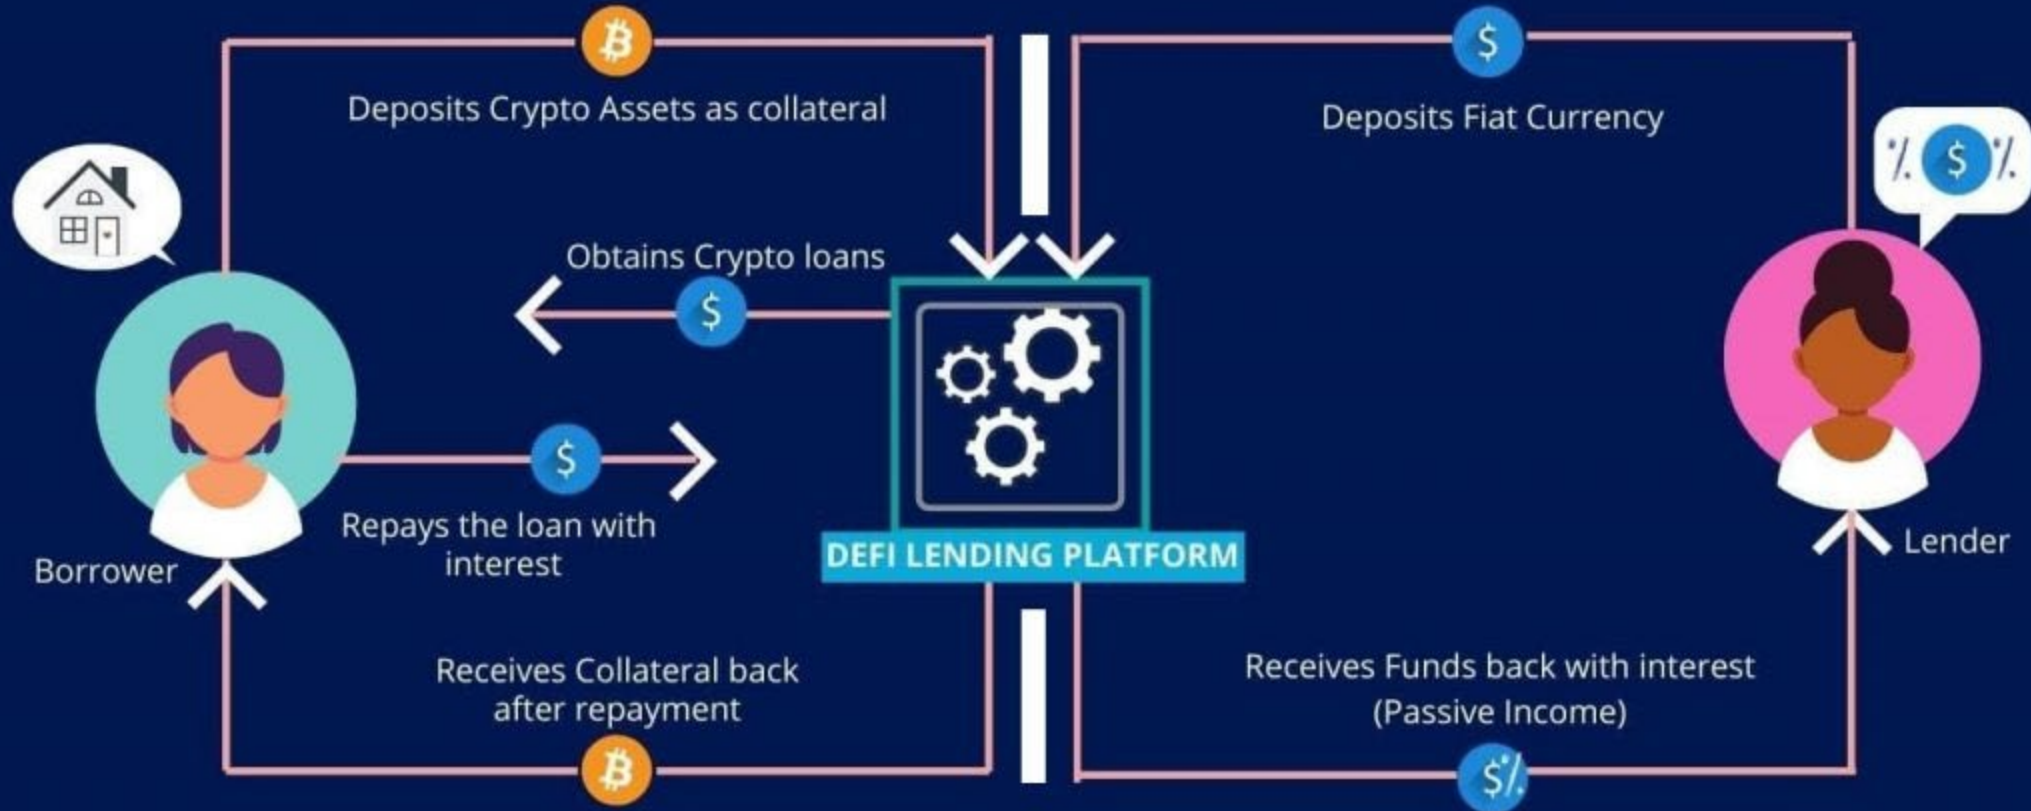 Deposits Crypto Assets as collateral
Deposits Fiat Currency
Obtains Crypto loans
Repays the loan with
interest
Borrower
DEFI LENDING PLATFORM
Lender
Receives Collateral back
after repayment
Receives Funds back with interest
(Passive Income)